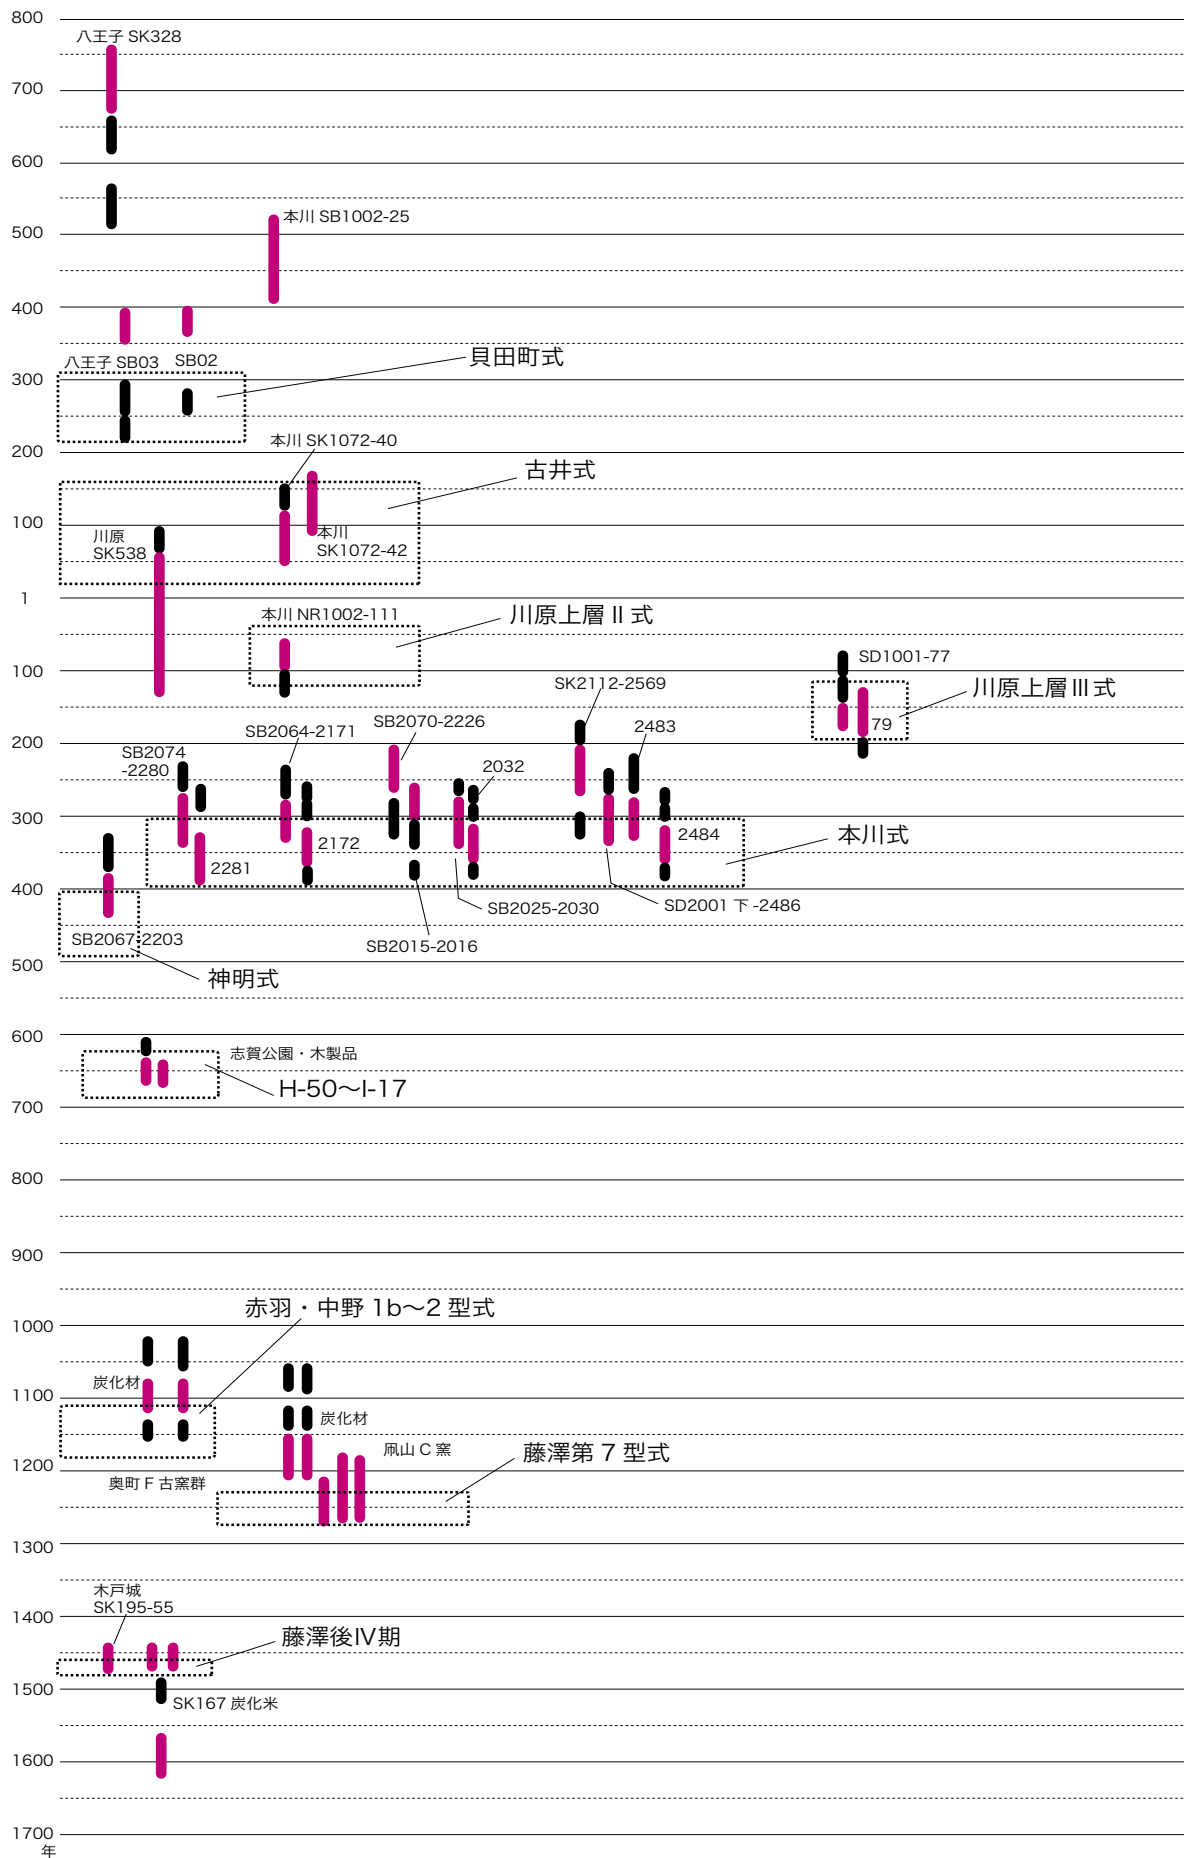 800
八王子 SK328
700
600
本川 SB1002-25
500
400
八王子 SB03
SB02
貝田町式
300
本川 SK1072-40
200
古井式
100
川原
SK538
本川
SK1072-42
1
本川 NR1002-111
川原上層 II 式
SD1001-77
100
SK2112-2569
川原上層 III 式
SB2070-2226
79
SB2064-2171
2483
200
SB2074
-2280
2032
300
2484
本川式
2172
2281
400
SB2025-2030
SD2001 下 -2486
SB2067-2203
SB2015-2016
500
神明式
600
志賀公園・木製品
H-50〜I-17
700
800
900
赤羽・中野 1b〜2 型式
1000
炭化材
1100
炭化材
凧山 C 窯
藤澤第 7 型式
1200
奥町 F 古窯群
1300
木戸城
SK195-55
1400
藤澤後IV期
1500
SK167 炭化米
1600
1700
年